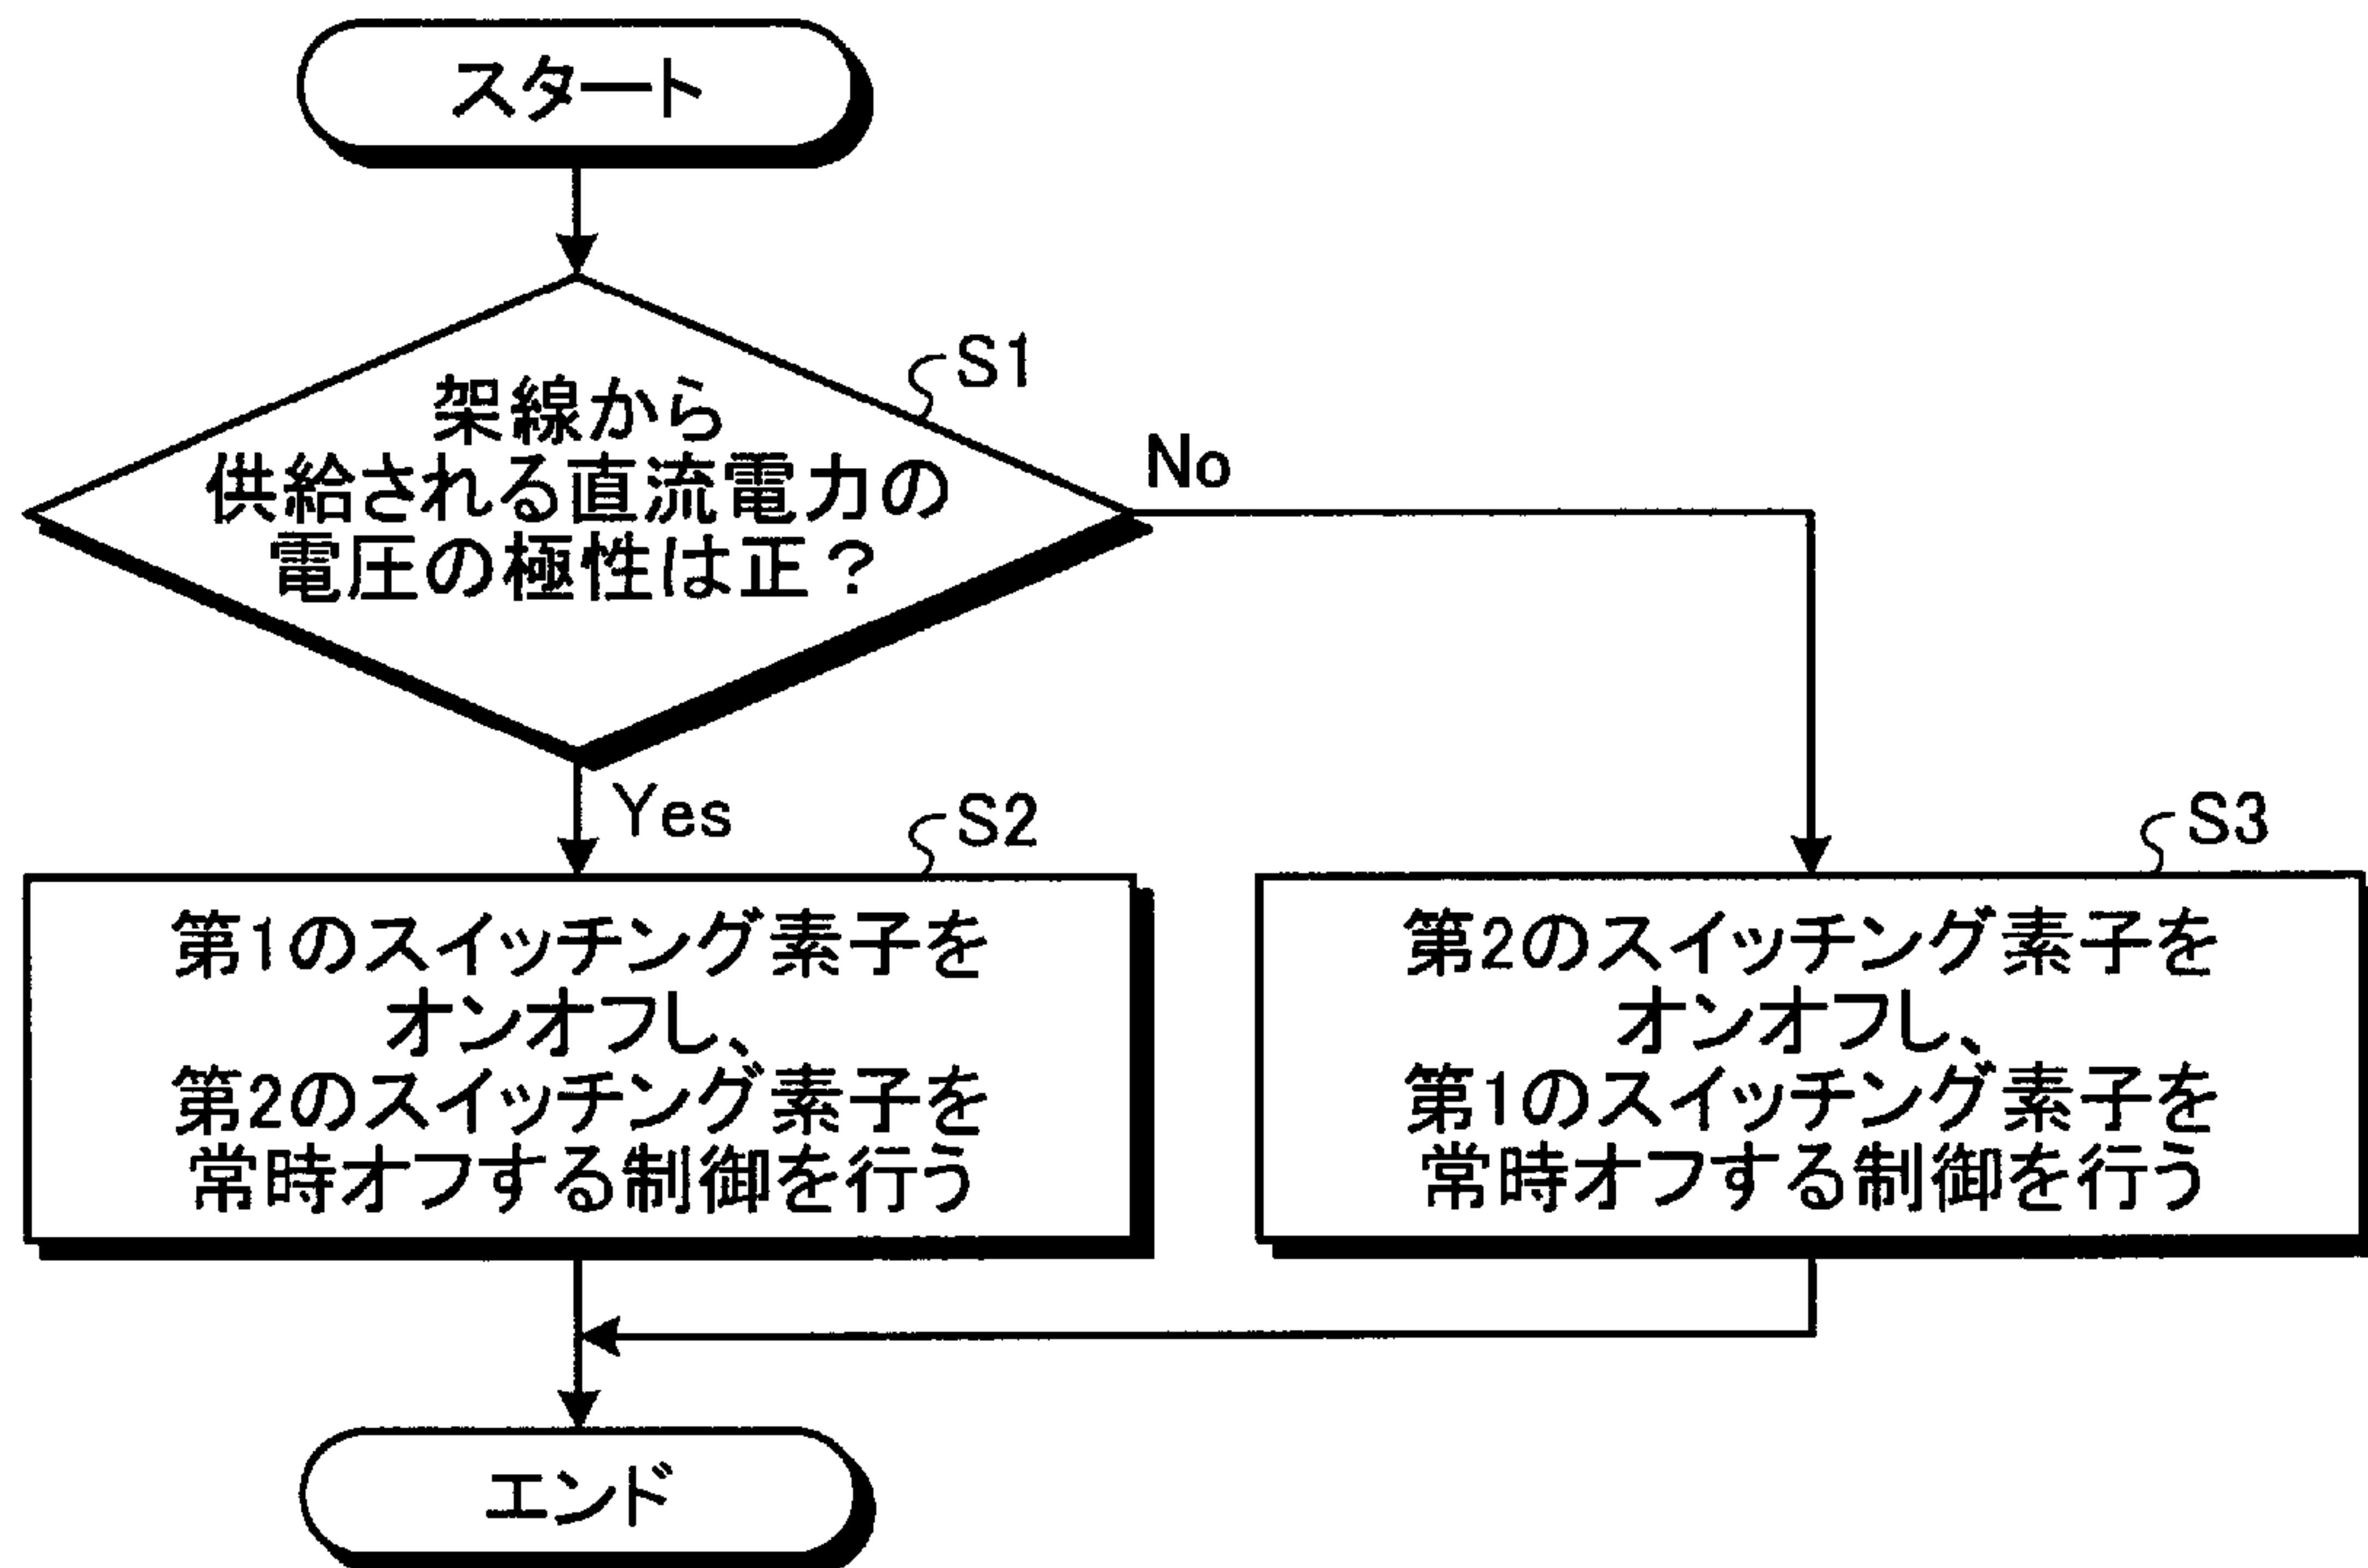 スタート
S1
架線から
供給される直流電力の
電圧の極性は正？
No
Yes
S2
第1のスイッチング素子を
オンオフし、
第2のスイッチング素子を
常時オフする制御を行う
S3
第2のスイッチング素子を
オンオフし、
第1のスイッチング素子を
常時オフする制御を行う
エンド